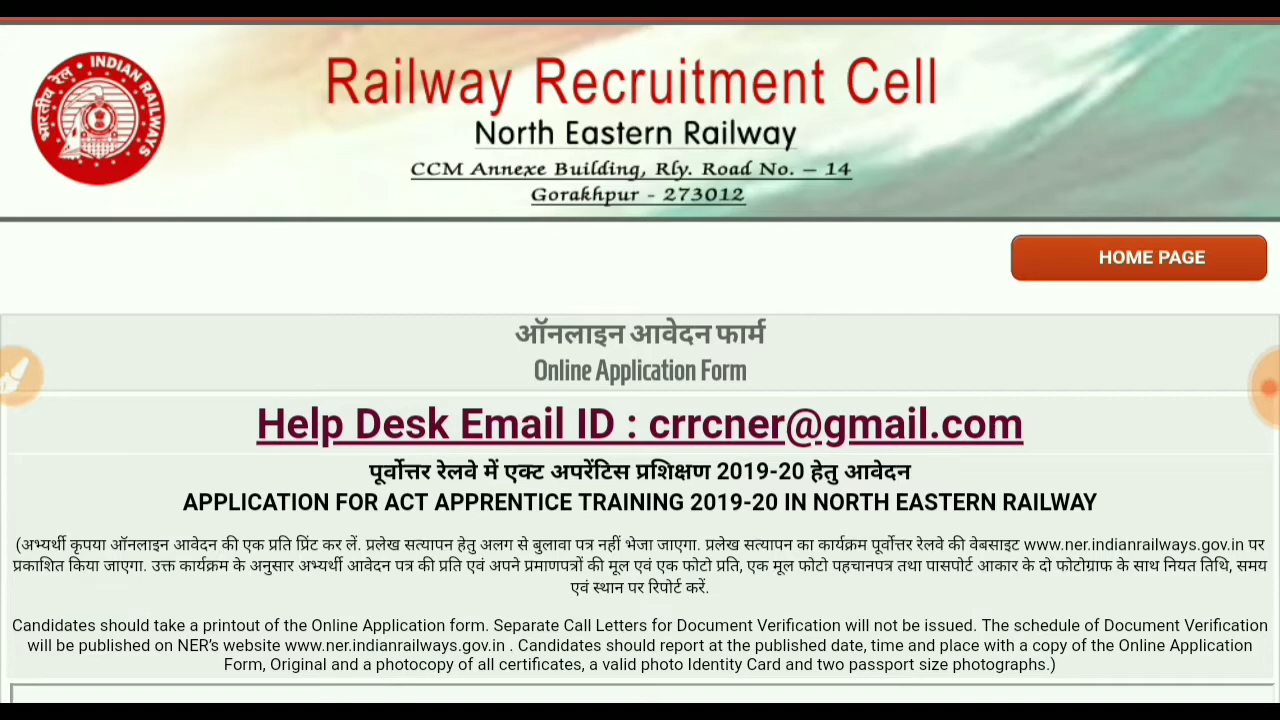 भारतीय रेल • INDIAN RAILWAYS
Railway Recruitment Cell
North Eastern Railway
CCM Annexe Building, Rly. Road No. – 14
Gorakhpur - 273012
HOME PAGE
ऑनलाइन आवेदन फार्म
Online Application Form
Help Desk Email ID : crrcner@gmail.com
पूर्वोत्तर रेलवे में एक्ट अपरेंटिस प्रशिक्षण 2019-20 हेतु आवेदन
APPLICATION FOR ACT APPRENTICE TRAINING 2019-20 IN NORTH EASTERN RAILWAY
(अभ्यर्थी कृपया ऑनलाइन आवेदन की एक प्रति प्रिंट कर लें. प्रलेख सत्यापन हेतु अलग से बुलावा पत्र नहीं भेजा जाएगा. प्रलेख सत्यापन का कार्यक्रम पूर्वोत्तर रेलवे की वेबसाइट www.ner.indianrailways.gov.in पर
प्रकाशित किया जाएगा. उक्त कार्यक्रम के अनुसार अभ्यर्थी आवेदन पत्र की प्रति एवं अपने प्रमाणपत्रों की मूल एवं एक फोटो प्रति, एक मूल फोटो पहचानपत्र तथा पासपोर्ट आकार के दो फोटोग्राफ के साथ नियत तिथि, समय
एवं स्थान पर रिपोर्ट करें.
Candidates should take a printout of the Online Application form. Separate Call Letters for Document Verification will not be issued. The schedule of Document Verification
will be published on NER’s website www.ner.indianrailways.gov.in . Candidates should report at the published date, time and place with a copy of the Online Application
Form, Original and a photocopy of all certificates, a valid photo Identity Card and two passport size photographs.)